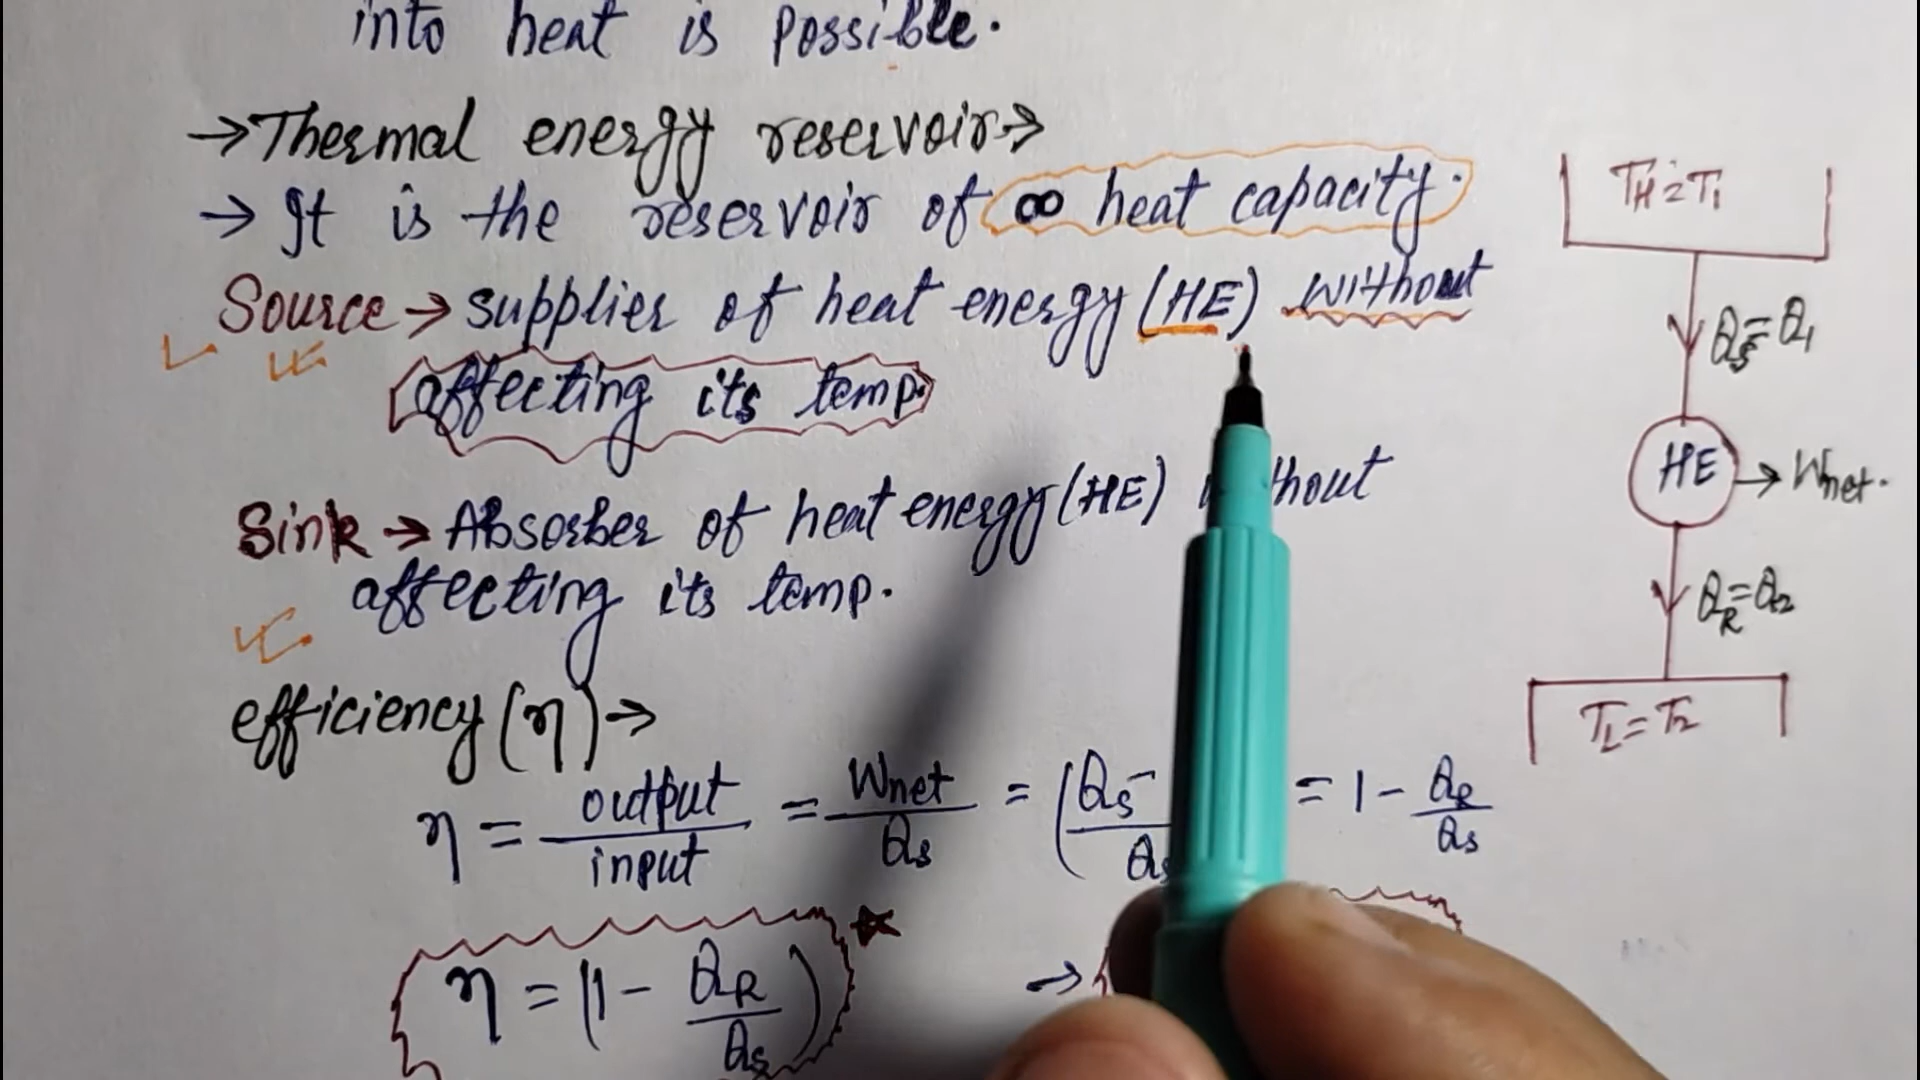 into heat is possible.
→ Thermal energy reservoir →
→ It is the reservoir of ∞ heat capacity.
Source → supplier of heat energy (HE) without
affecting its temp.
Sink → Absorber of heat energy (HE)
affecting its temp.
efficiency (η) →
η = output / input = Wnet / Qs = ( Qs - / Qs = 1 - QR / Qs
η = (1 - QR / Qs) →
TH = T1
Qs = Q1
HE → Wnet.
QR = Q2
TL = T2